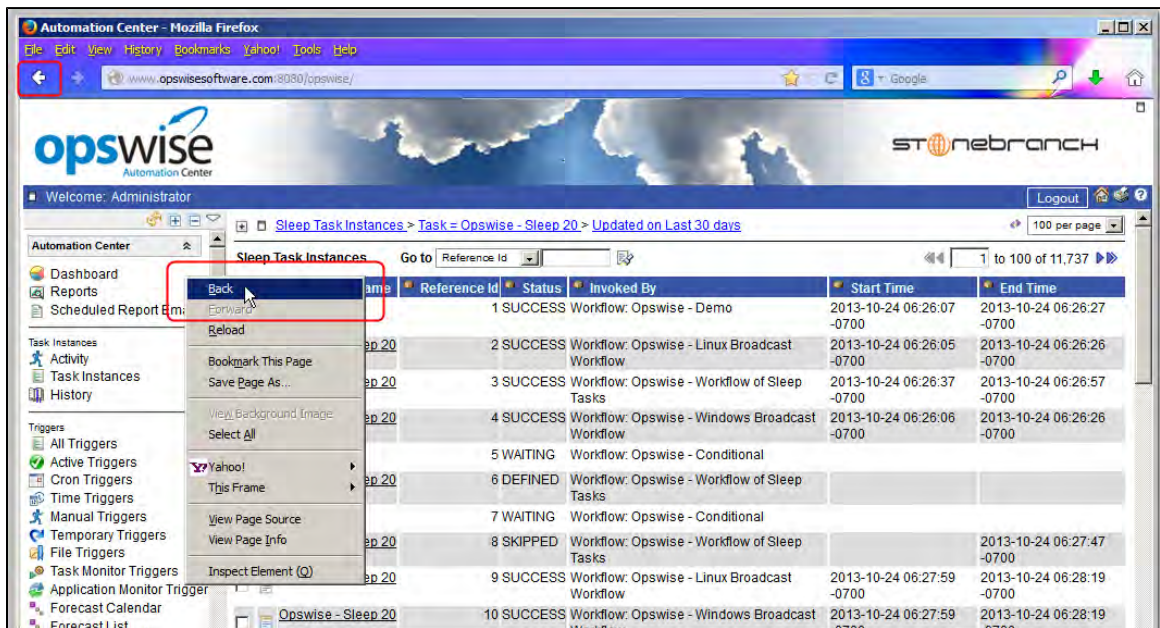 Automation Center - Mozilla Firefox
File Edit View History Bookmarks Yahoo! Tools Help
www.opswisesoftware.com:8080/opswise/
Google
opswise
Automation Center
STONEBRANCH
Welcome: Administrator
Logout
Sleep Task Instances > Task = Opswise - Sleep 20 > Updated on Last 30 days
100 per page
Automation Center
Sleep Task Instances Go to Reference Id
1 to 100 of 11,737
Dashboard
Reports
Scheduled Report Ema
Task Instances
Activity
Task Instances
History
Triggers
All Triggers
Active Triggers
Cron Triggers
Time Triggers
Manual Triggers
Temporary Triggers
File Triggers
Task Monitor Triggers
Application Monitor Trigger
Forecast Calendar
Forecast List
Back
Forward
Reload
Bookmark This Page
Save Page As...
View Background Image
Select All
Yahoo!
This Frame
View Page Source
View Page Info
Inspect Element (Q)
ame Reference Id Status Invoked By Start Time End Time
1 SUCCESS Workflow: Opswise - Demo 2013-10-24 06:26:07 -0700 2013-10-24 06:26:27 -0700
ep 20 2 SUCCESS Workflow: Opswise - Linux Broadcast Workflow 2013-10-24 06:26:05 -0700 2013-10-24 06:26:26 -0700
ep 20 3 SUCCESS Workflow: Opswise - Workflow of Sleep Tasks 2013-10-24 06:26:37 -0700 2013-10-24 06:26:57 -0700
ep 20 4 SUCCESS Workflow: Opswise - Windows Broadcast Workflow 2013-10-24 06:26:06 -0700 2013-10-24 06:26:26 -0700
5 WAITING Workflow: Opswise - Conditional
ep 20 6 DEFINED Workflow: Opswise - Workflow of Sleep Tasks
7 WAITING Workflow: Opswise - Conditional
ep 20 8 SKIPPED Workflow: Opswise - Workflow of Sleep Tasks 2013-10-24 06:27:47 -0700
ep 20 9 SUCCESS Workflow: Opswise - Linux Broadcast Workflow 2013-10-24 06:27:59 -0700 2013-10-24 06:28:19 -0700
Opswise - Sleep 20 10 SUCCESS Workflow: Opswise - Windows Broadcast 2013-10-24 06:27:59 2013-10-24 06:28:19